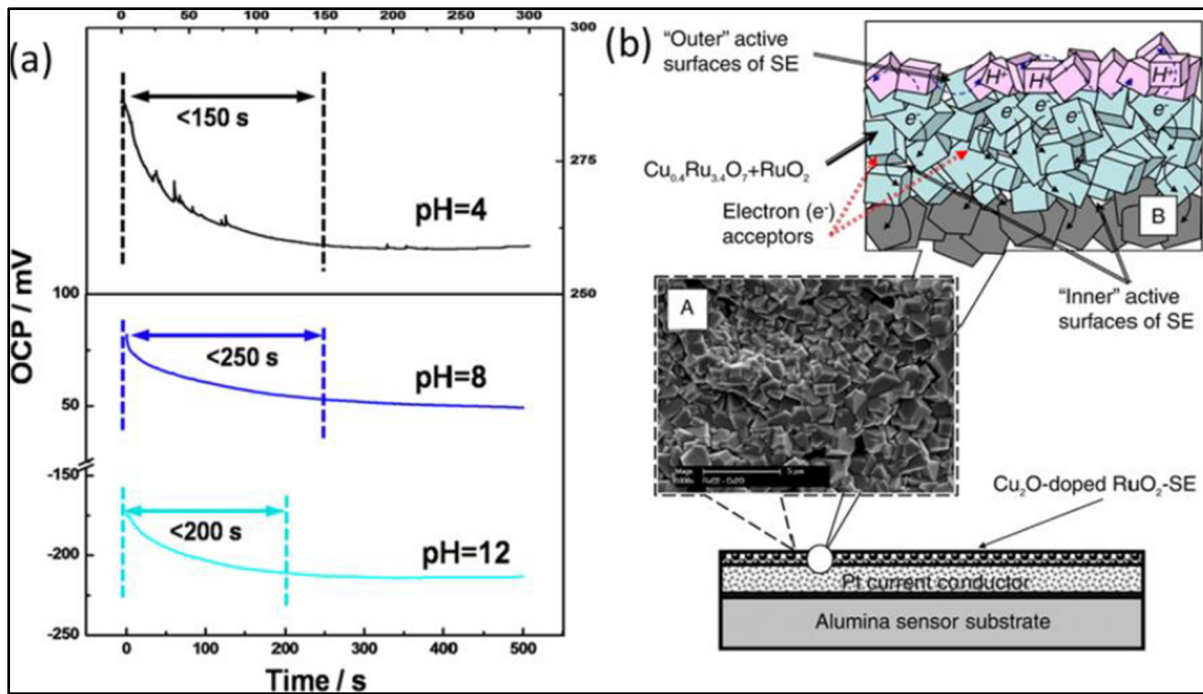 (a)
0 50 100 150 200 250 300
300
275
250
<150 s
pH=4
100
50
<250 s
pH=8
-150
-200
-250
<200 s
pH=12
OCP / mV
0 100 200 300 400 500
Time / s
(b)
"Outer" active
surfaces of SE
H+ H+ H+
e- e- e-
e- e-
Cu0.4Ru3.4O7+RuO2
Electron (e-)
acceptors
B
"Inner" active
surfaces of SE
A
5µm
RuO2 - Cu2O
Cu2O-doped RuO2-SE
Pt current conductor
Alumina sensor substrate